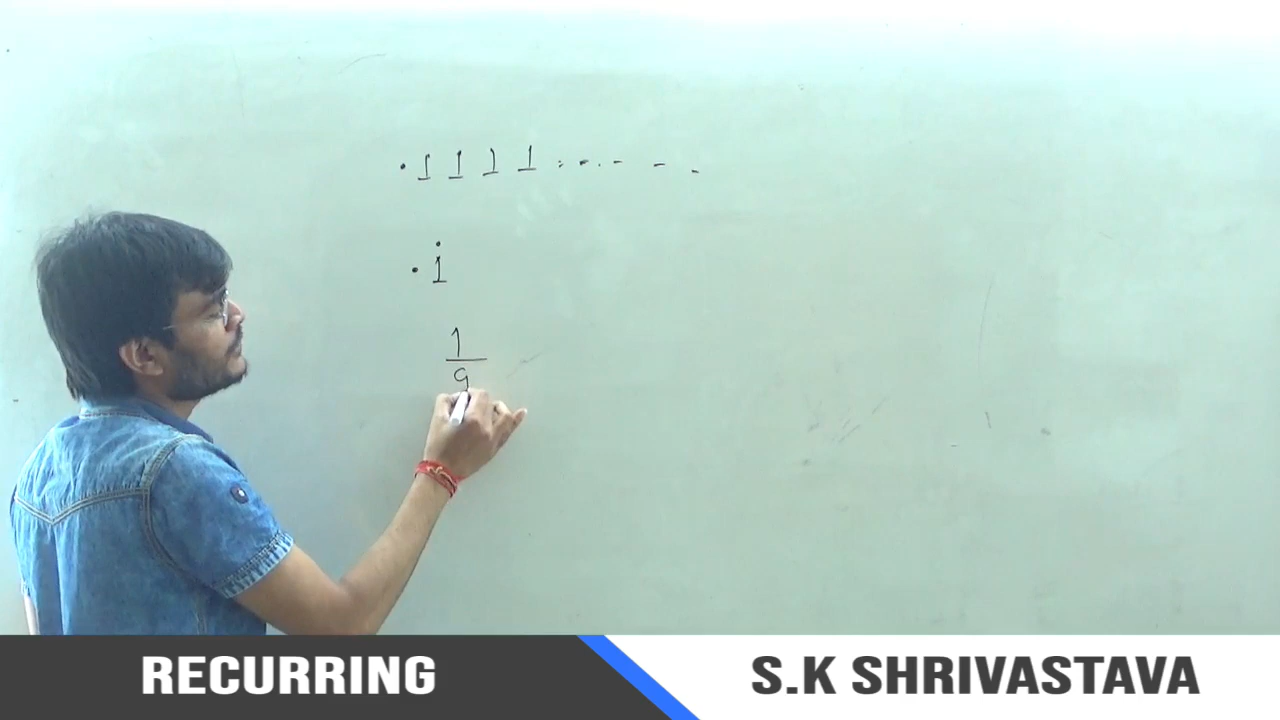 .1111.......
.1̇
1
9
RECURRING
S.K SHRIVASTAVA